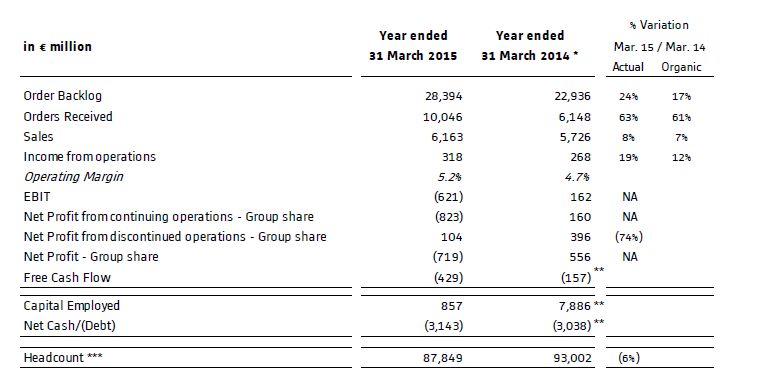 % Variation
in € million Year ended 31 March 2015 Year ended 31 March 2014 * Mar. 15 / Mar. 14
Actual Organic
Order Backlog 28,394 22,936 24% 17%
Orders Received 10,046 6,148 63% 61%
Sales 6,163 5,726 8% 7%
Income from operations 318 268 19% 12%
Operating Margin 5.2% 4.7%
EBIT (621) 162 NA
Net Profit from continuing operations - Group share (823) 160 NA
Net Profit from discontinued operations - Group share 104 396 (74%)
Net Profit - Group share (719) 556 NA
Free Cash Flow (429) (157) **
Capital Employed 857 7,886 **
Net Cash/(Debt) (3,143) (3,038) **
Headcount *** 87,849 93,002 (6%)